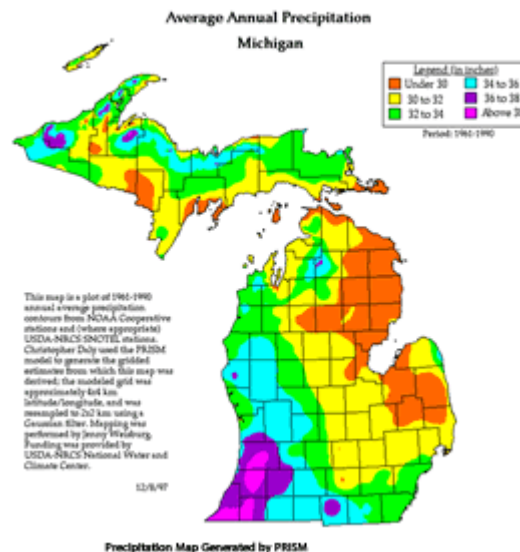 Average Annual Precipitation
Michigan
Legend (in inches)
Under 30
30 to 32
32 to 34
34 to 36
36 to 38
Above 38
Period: 1961-1990
This map is a plot of 1961-1990
annual average precipitation
contours from NOAA Cooperative
stations and (where appropriate)
USDA-NRCS SNOTEL stations.
Christopher Daly used the PRISM
model to generate the gridded
estimates from which this map was
derived; the modeled grid was
approximately 4x4 km
latitude/longitude, and was
resampled to 2x2 km using a
Gaussian filter. Mapping was
performed by Jenny Weisburg.
Funding was provided by
USDA-NRCS National Water and
Climate Center.
12/8/97
Precipitation Map Generated by PRISM